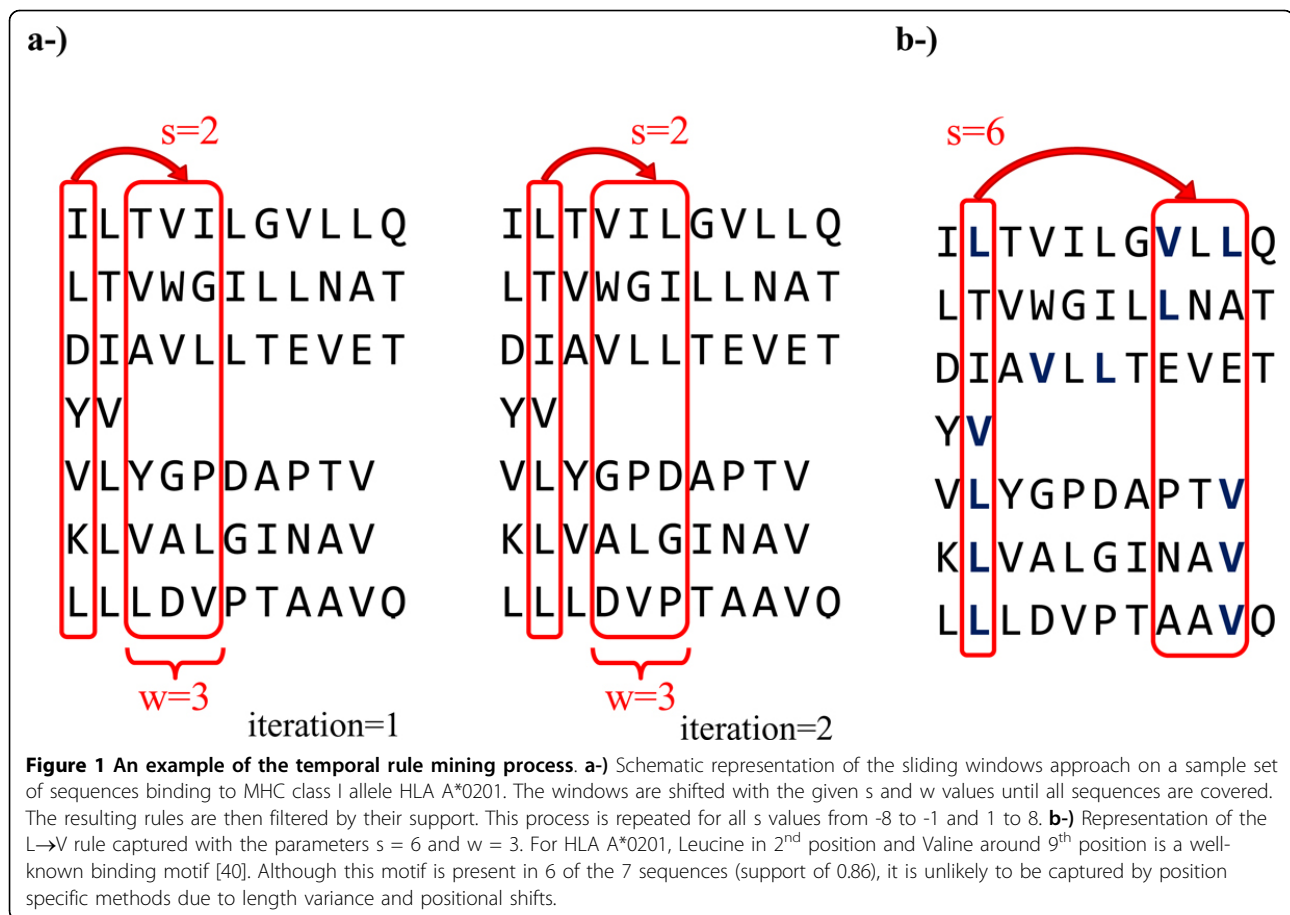 a-)
b-)
s=2
s=2
s=6
ILTVILGVLLQ
LTVWGILLNAT
DIAVLLTEVET
YV
VLYGPDAPTV
KLVALGINAV
LLLDVPTAAVQ
w=3
iteration=1
ILTVILGVLLQ
LTVWGILLNAT
DIAVLLTEVET
YV
VLYGPDAPTV
KLVALGINAV
LLLDVPTAAVQ
w=3
iteration=2
ILTVILGVLLQ
LTVWGILLNAT
DIAVLLTEVET
YV
VLYGPDAPTV
KLVALGINAV
LLLDVPTAAVQ
Figure 1 An example of the temporal rule mining process. a-) Schematic representation of the sliding windows approach on a sample set
of sequences binding to MHC class I allele HLA A*0201. The windows are shifted with the given s and w values until all sequences are covered.
The resulting rules are then filtered by their support. This process is repeated for all s values from -8 to -1 and 1 to 8. b-) Representation of the
L→V rule captured with the parameters s = 6 and w = 3. For HLA A*0201, Leucine in 2nd position and Valine around 9th position is a well-
known binding motif [40]. Although this motif is present in 6 of the 7 sequences (support of 0.86), it is unlikely to be captured by position
specific methods due to length variance and positional shifts.